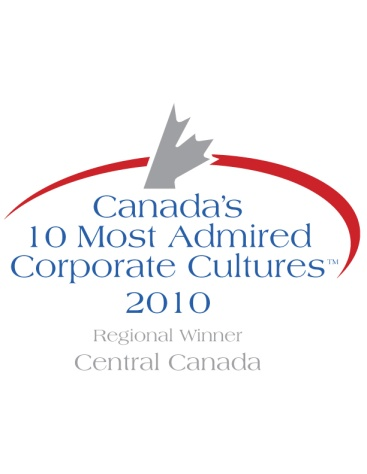 Canada's
10 Most Admired
Corporate Cultures™
2010
Regional Winner
Central Canada